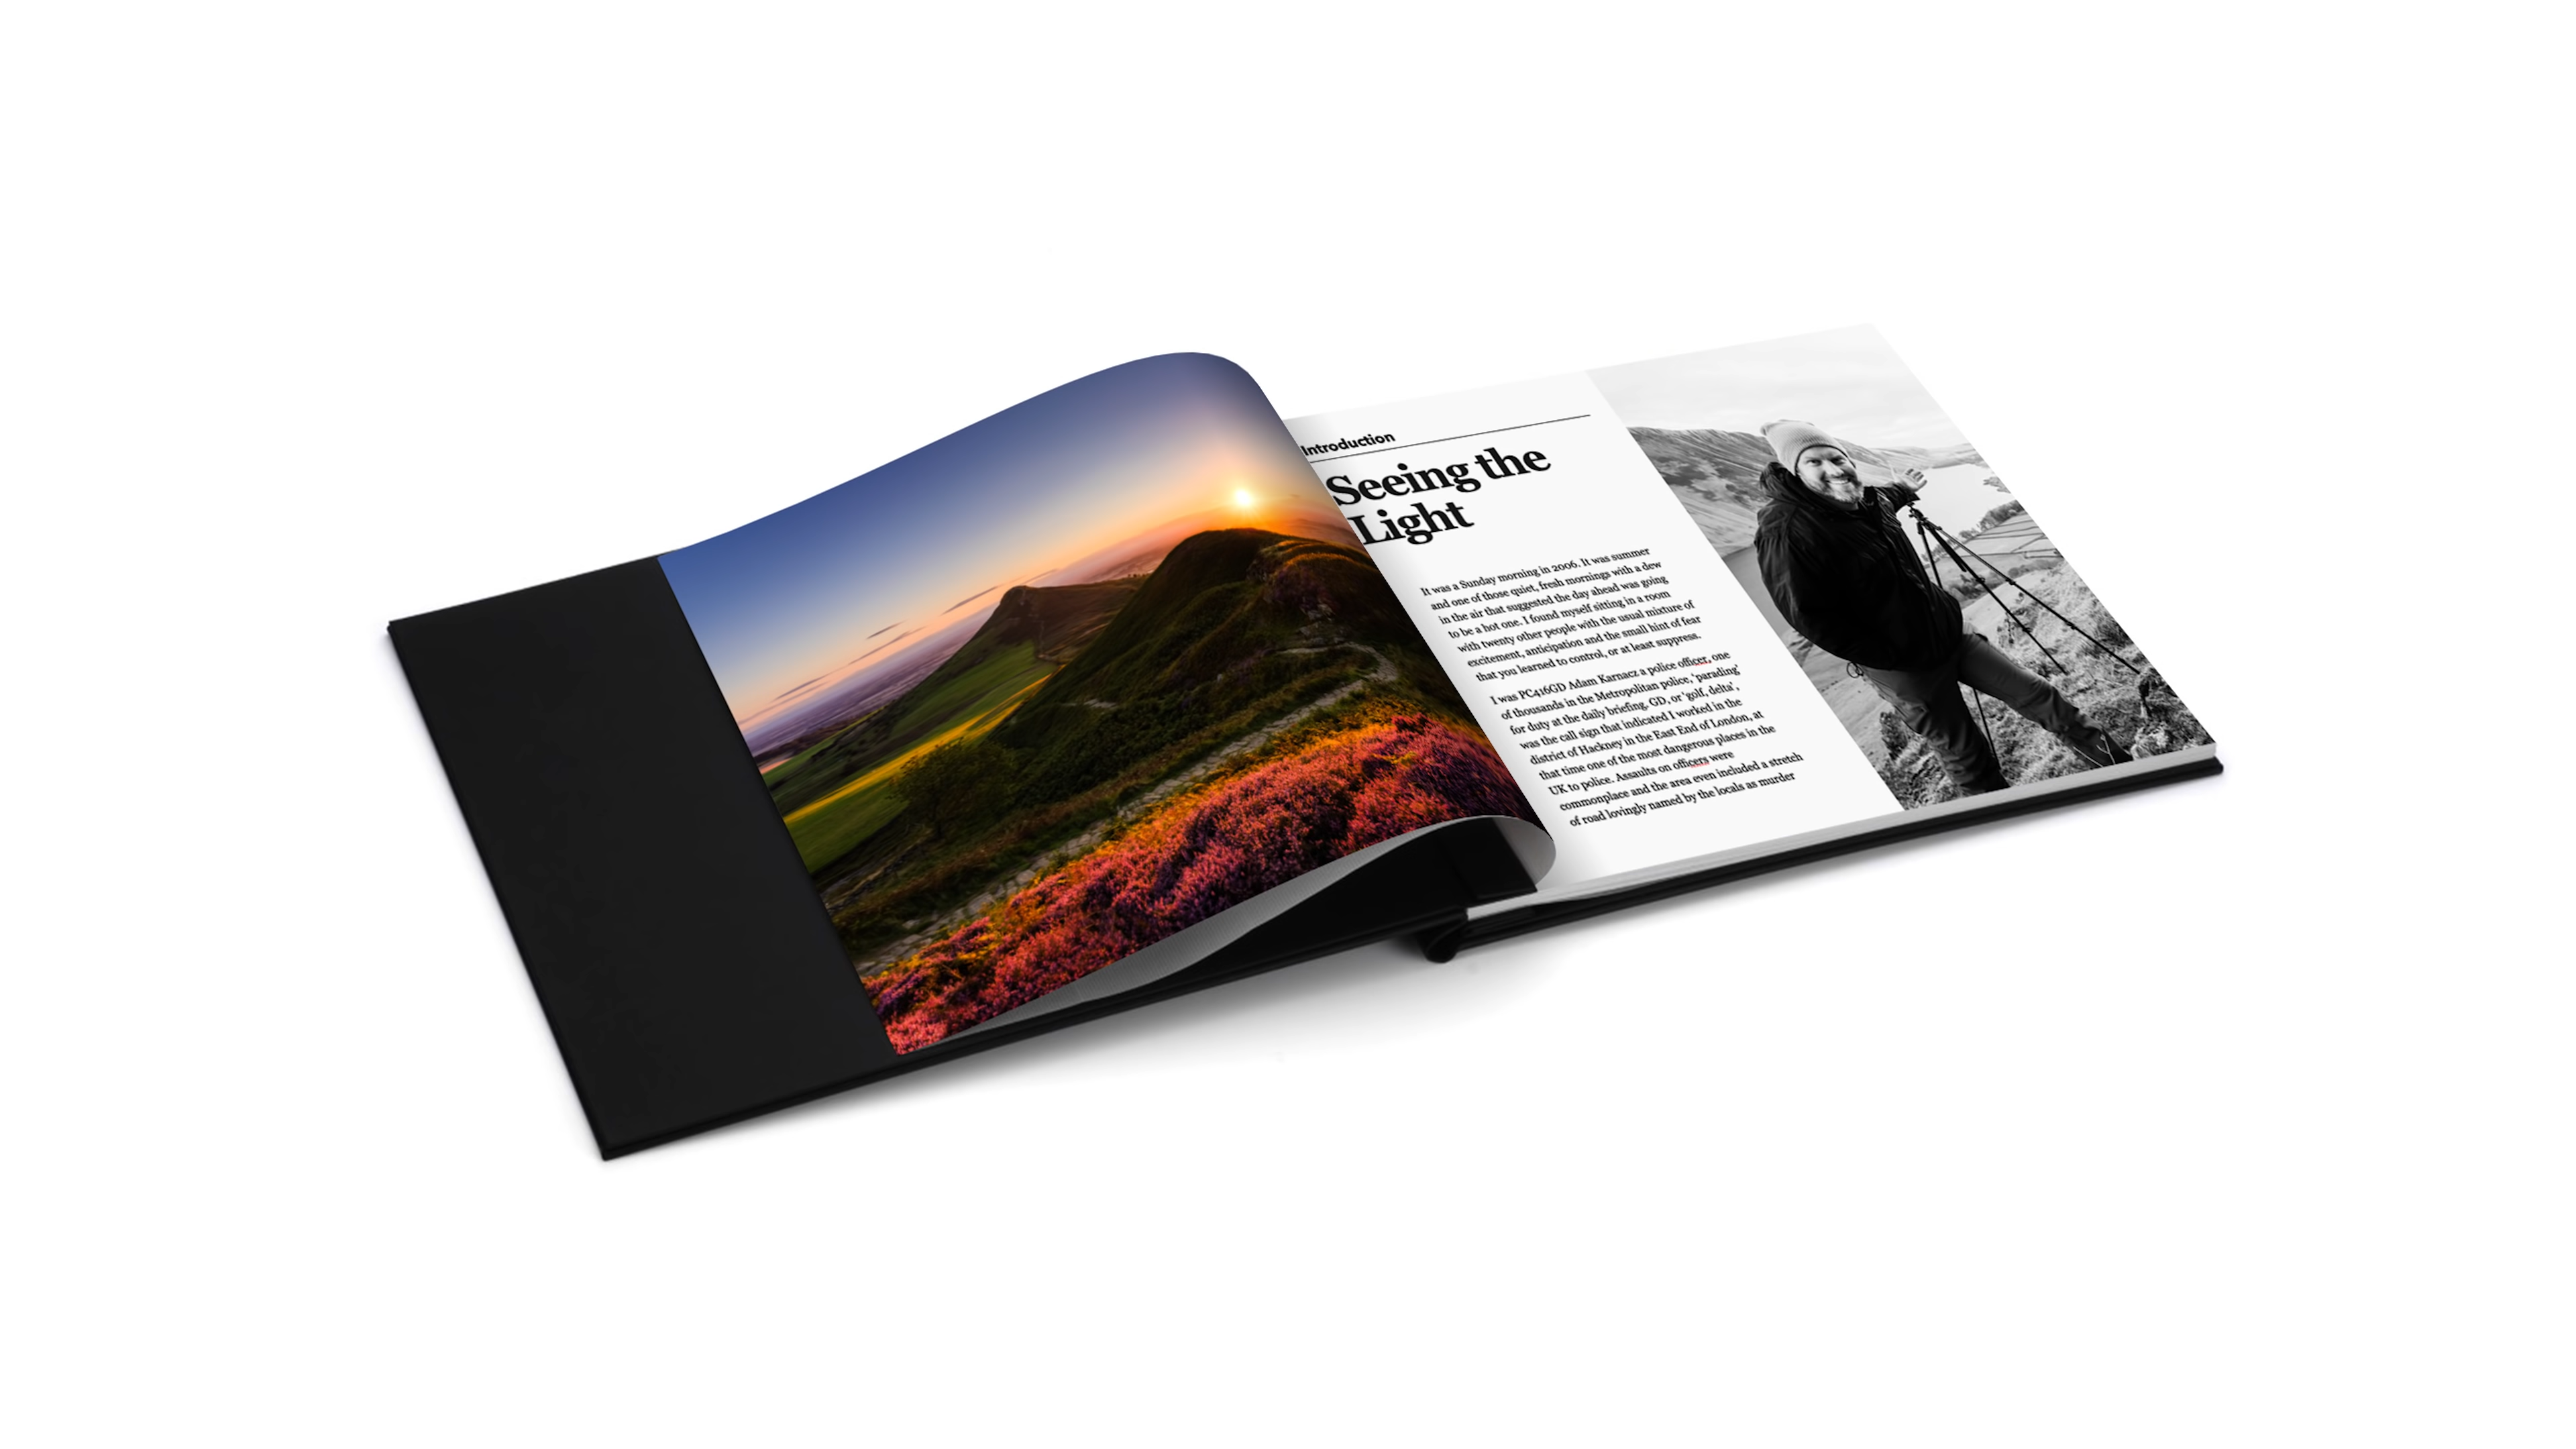 Introduction
Seeing the
Light
It was a Sunday morning in 2006. It was summer
and one of those quiet, fresh mornings with a dew
in the air that suggested the day ahead was going
to be a hot one. I found myself sitting in a room
with twenty other people with the usual mixture of
excitement, anticipation and the small hint of fear
that you learned to control, or at least suppress.
I was PC416GD Adam Karnacz a police officer, one
of thousands in the Metropolitan police, 'parading'
for duty at the daily briefing. GD, or 'golf, delta',
was the call sign that indicated I worked in the
district of Hackney in the East End of London, at
that time one of the most dangerous places in the
UK to police. Assaults on officers were
commonplace and the area even included a stretch
of road lovingly named by the locals as murder